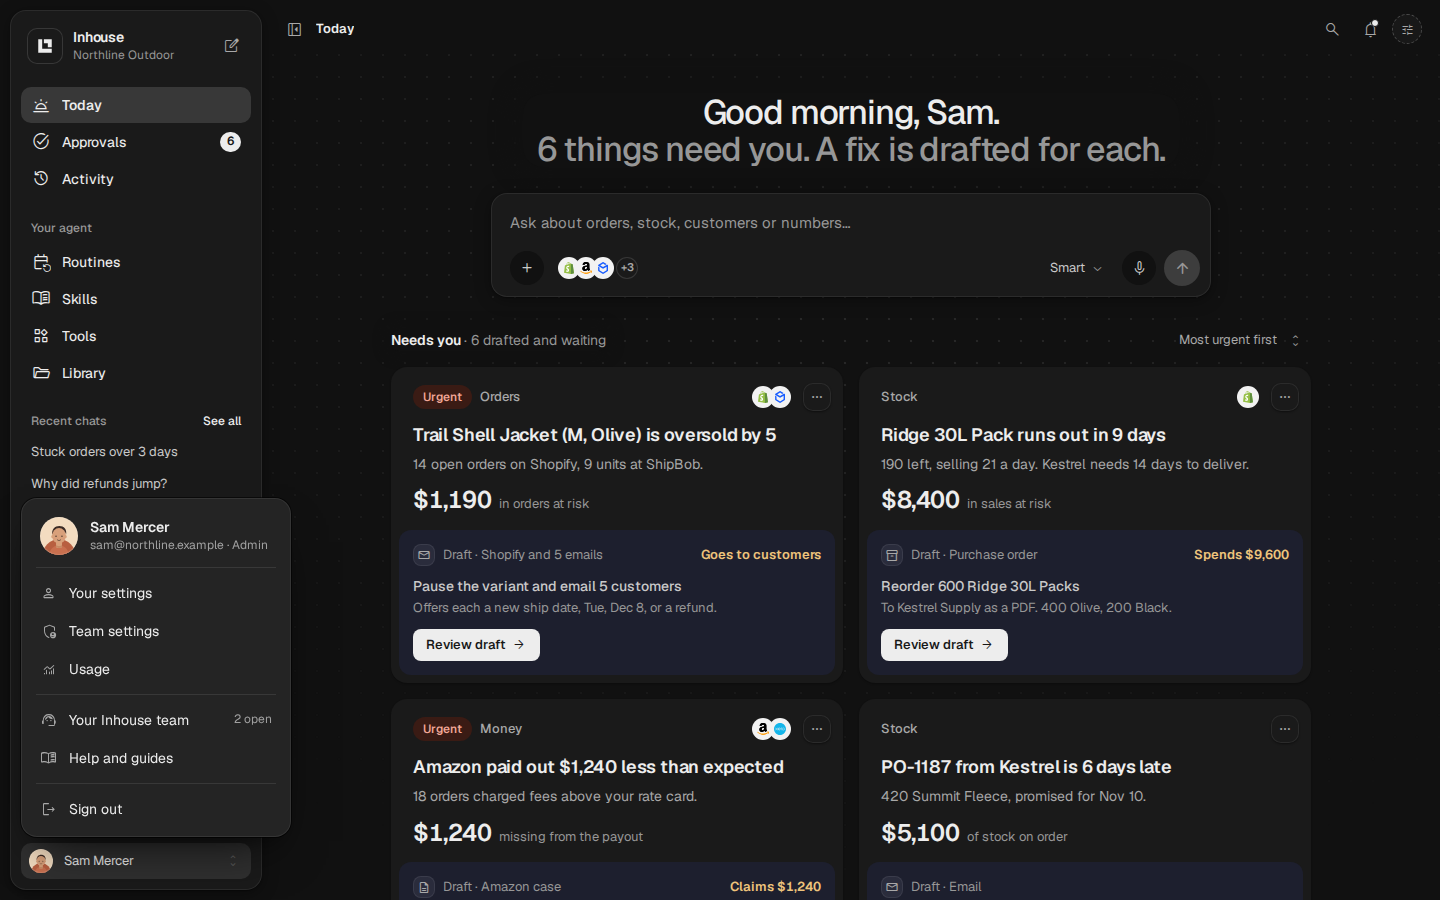 Inhouse
Northline Outdoor
Today
Approvals
6
Activity
Your agent
Routines
Skills
Tools
Library
Recent chats
See all
Stuck orders over 3 days
Why did refunds jump?
Sam Mercer
sam@northline.example · Admin
Your settings
Team settings
Usage
Your Inhouse team
2 open
Help and guides
Sign out
Sam Mercer
Today
Good morning, Sam.
6 things need you. A fix is drafted for each.
Ask about orders, stock, customers or numbers…
+3
Smart
Needs you · 6 drafted and waiting
Most urgent first
Urgent
Orders
Trail Shell Jacket (M, Olive) is oversold by 5
14 open orders on Shopify, 9 units at ShipBob.
$1,190 in orders at risk
Draft · Shopify and 5 emails
Goes to customers
Pause the variant and email 5 customers
Offers each a new ship date, Tue, Dec 8, or a refund.
Review draft
Stock
Ridge 30L Pack runs out in 9 days
190 left, selling 21 a day. Kestrel needs 14 days to deliver.
$8,400 in sales at risk
Draft · Purchase order
Spends $9,600
Reorder 600 Ridge 30L Packs
To Kestrel Supply as a PDF. 400 Olive, 200 Black.
Review draft
Urgent
Money
Amazon paid out $1,240 less than expected
18 orders charged fees above your rate card.
$1,240 missing from the payout
Draft · Amazon case
Claims $1,240
Stock
PO-1187 from Kestrel is 6 days late
420 Summit Fleece, promised for Nov 10.
$5,100 of stock on order
Draft · Email